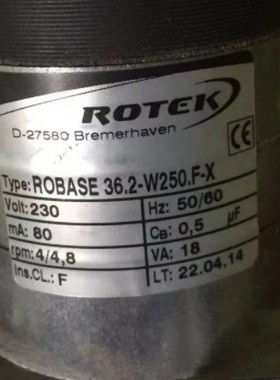 ROTEK
D-27580 Bremerhaven
CE
Type: ROBASE 36.2-W250.F-X
Volt: 230 Hz: 50/60
mA: 80 CB: 0,5 µF
rpm: 4/4,8 VA: 18
Ins.CL.: F LT: 22.04.14